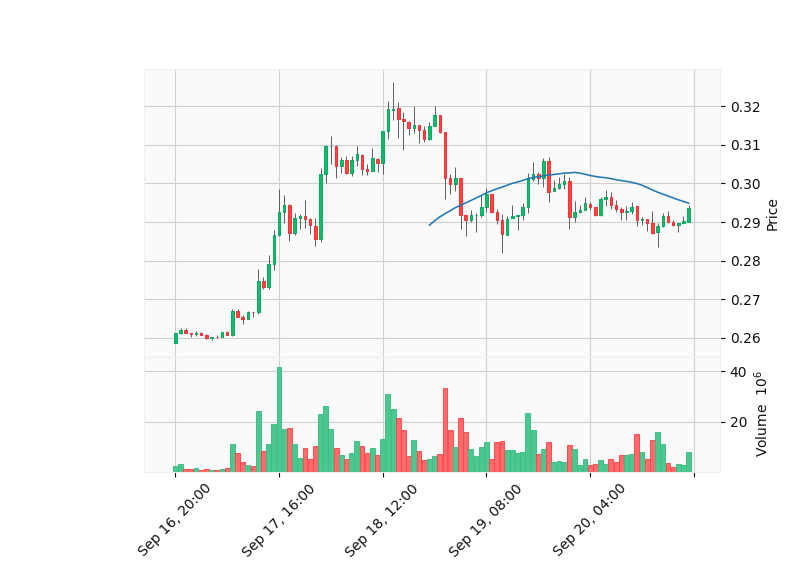 0.32
0.31
0.30
0.29
0.28
0.27
0.26
Price
40
20
Volume 10⁶
Sep 16, 20:00
Sep 17, 16:00
Sep 18, 12:00
Sep 19, 08:00
Sep 20, 04:00